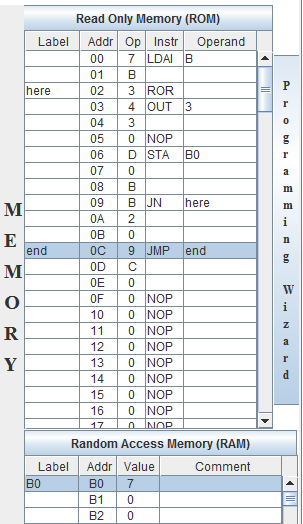 Read Only Memory (ROM)
Label Addr Op Instr Operand
00 7 LDAI B
01 B
here 02 3 ROR
03 4 OUT 3
04 3
05 0 NOP
06 D STA B0
07 0
08 B
09 B JN here
0A 2
0B 0
end 0C 9 JMP end
0D C
0E 0
0F 0 NOP
10 0 NOP
11 0 NOP
12 0 NOP
13 0 NOP
14 0 NOP
15 0 NOP
16 0 NOP
17 0 NOP
Random Access Memory (RAM)
Label Addr Value Comment
B0 B0 7
B1 0
B2 0
MEMORY
Programming Wizard